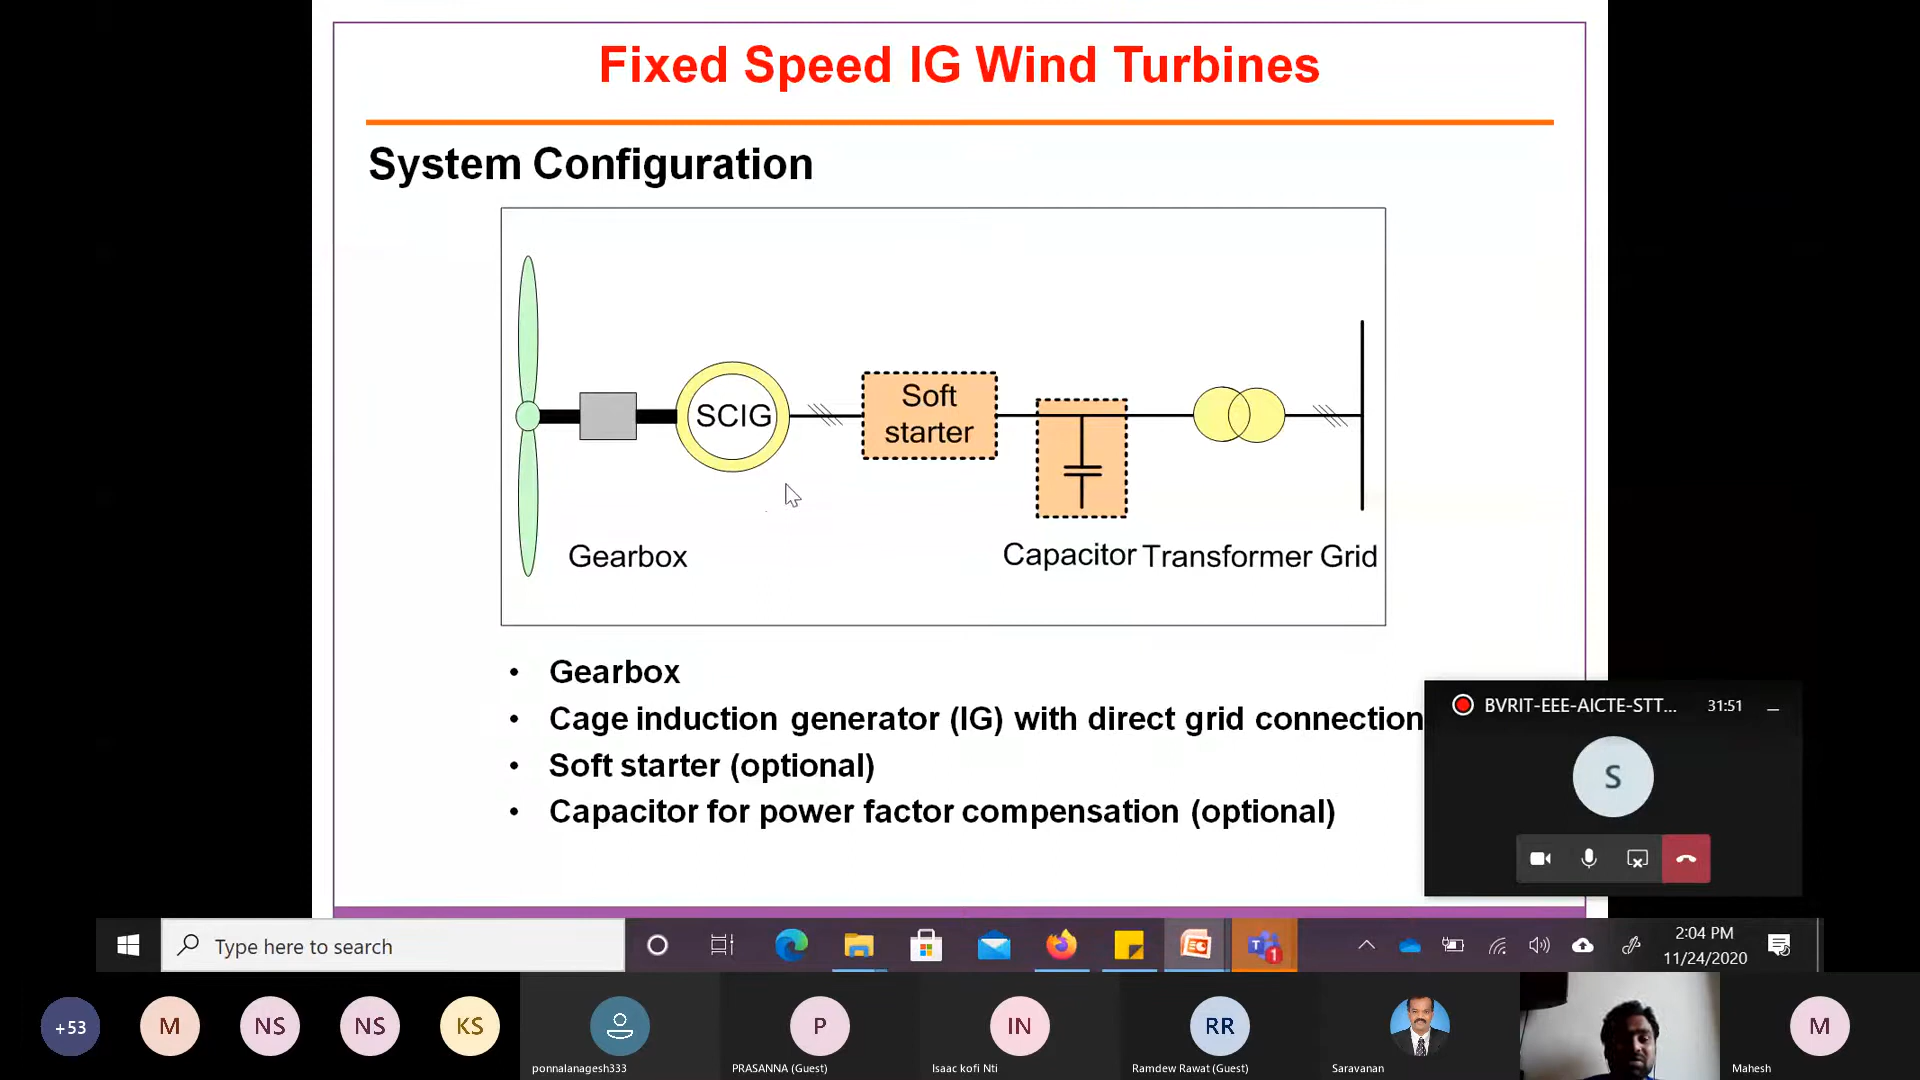 Fixed Speed IG Wind Turbines
System Configuration
SCIG
Soft
starter
Gearbox
Capacitor
Transformer
Grid
• Gearbox
• Cage induction generator (IG) with direct grid connection
• Soft starter (optional)
• Capacitor for power factor compensation (optional)
BVRIT-EEE-AICTE-STT... 31:51
S
Type here to search
T
1
2:04 PM
11/24/2020
+53
M
NS
NS
KS
P
IN
RR
M
ponnalanagesh333
PRASANNA (Guest)
Isaac kofi Nti
Ramdew Rawat (Guest)
Saravanan
Mahesh